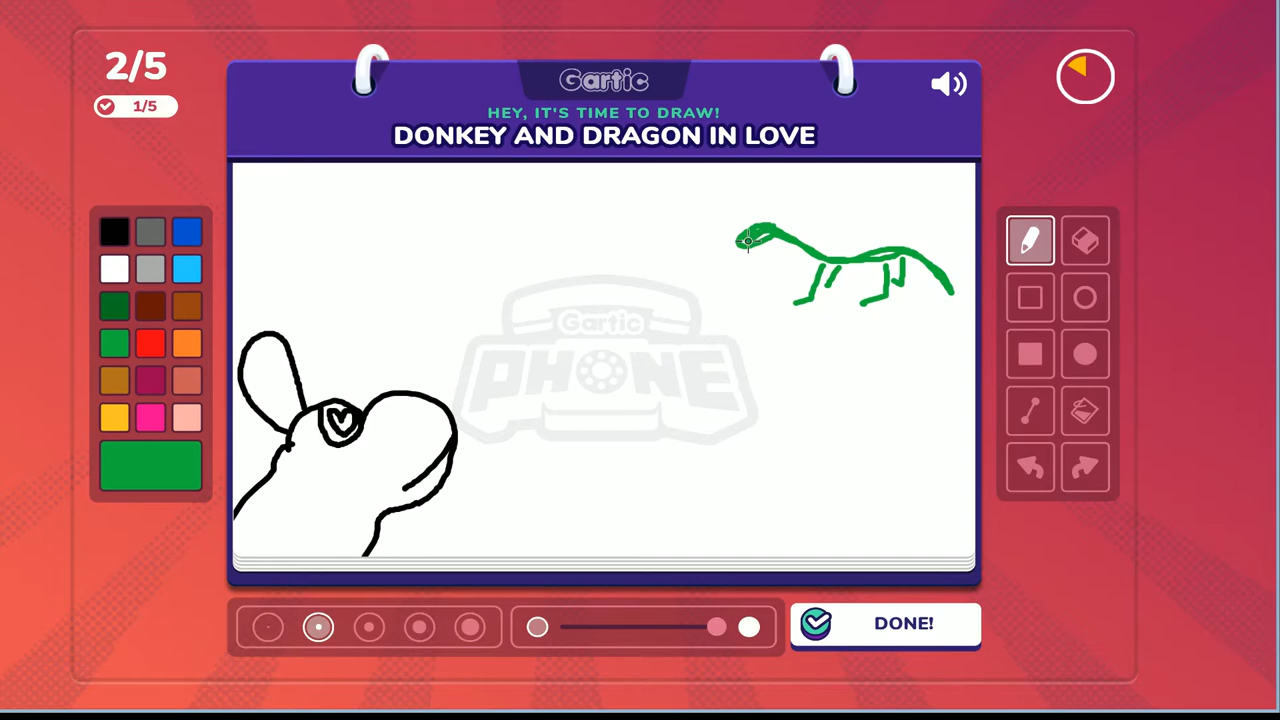 2/5
1/5
Gartic
HEY, IT'S TIME TO DRAW!
DONKEY AND DRAGON IN LOVE
Gartic
PHONE
DONE!